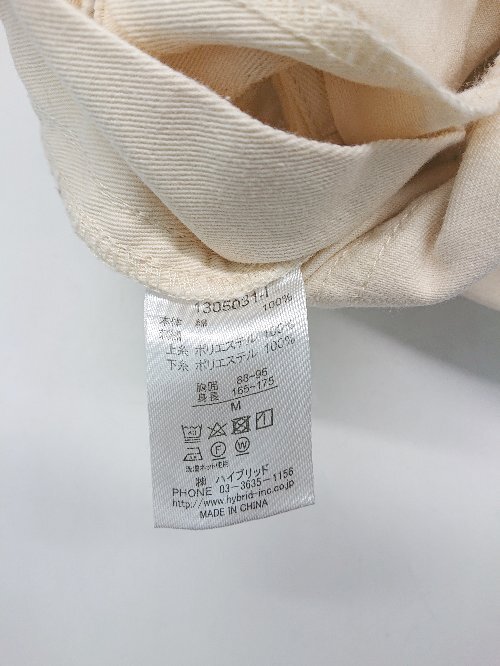 本体 綿 100%
刺繍
上糸 ポリエステル 100%
下糸 ポリエステル 100%
胸囲 88~96
身長 165~175
M
洗濯ネット使用
㈱ ハイブリッド
PHONE 03-3635-1156
http://www.hybrid-inc.co.jp
MADE IN CHINA